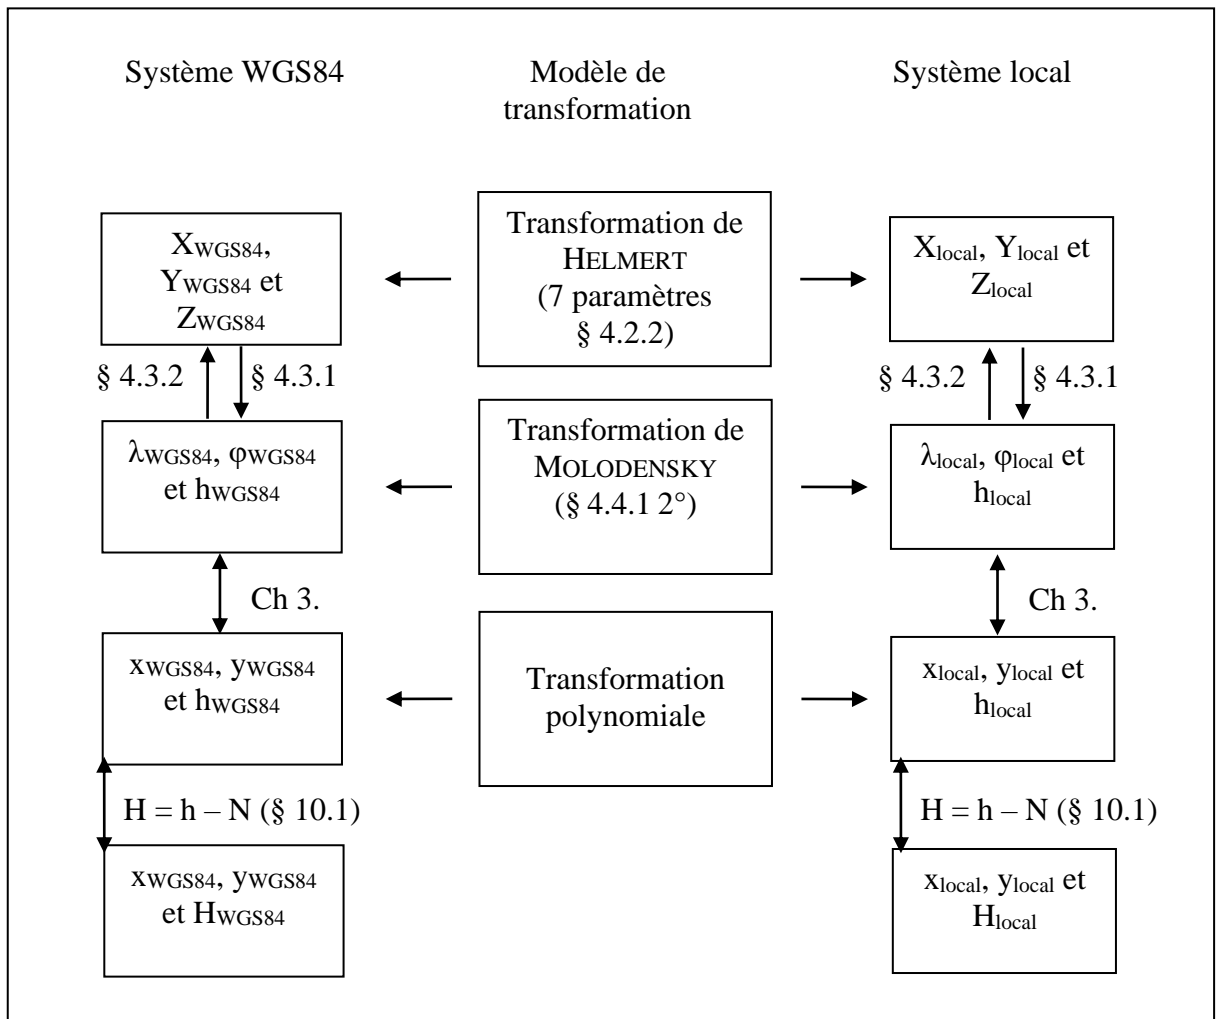 Système WGS84
Modèle de
transformation
Système local
Transformation de
HELMERT
(7 paramètres
§ 4.2.2)
XWGS84,
YWGS84 et
ZWGS84
Xlocal, Ylocal et
Zlocal
§ 4.3.2
§ 4.3.1
§ 4.3.2
§ 4.3.1
λWGS84, φWGS84
et hWGS84
Transformation de
MOLODENSKY
(§ 4.4.1 2°)
λlocal, φlocal et
hlocal
Ch 3.
Ch 3.
xWGS84, yWGS84
et hWGS84
Transformation
polynomiale
xlocal, ylocal et
hlocal
H = h – N (§ 10.1)
H = h – N (§ 10.1)
xWGS84, yWGS84
et HWGS84
xlocal, ylocal et
Hlocal